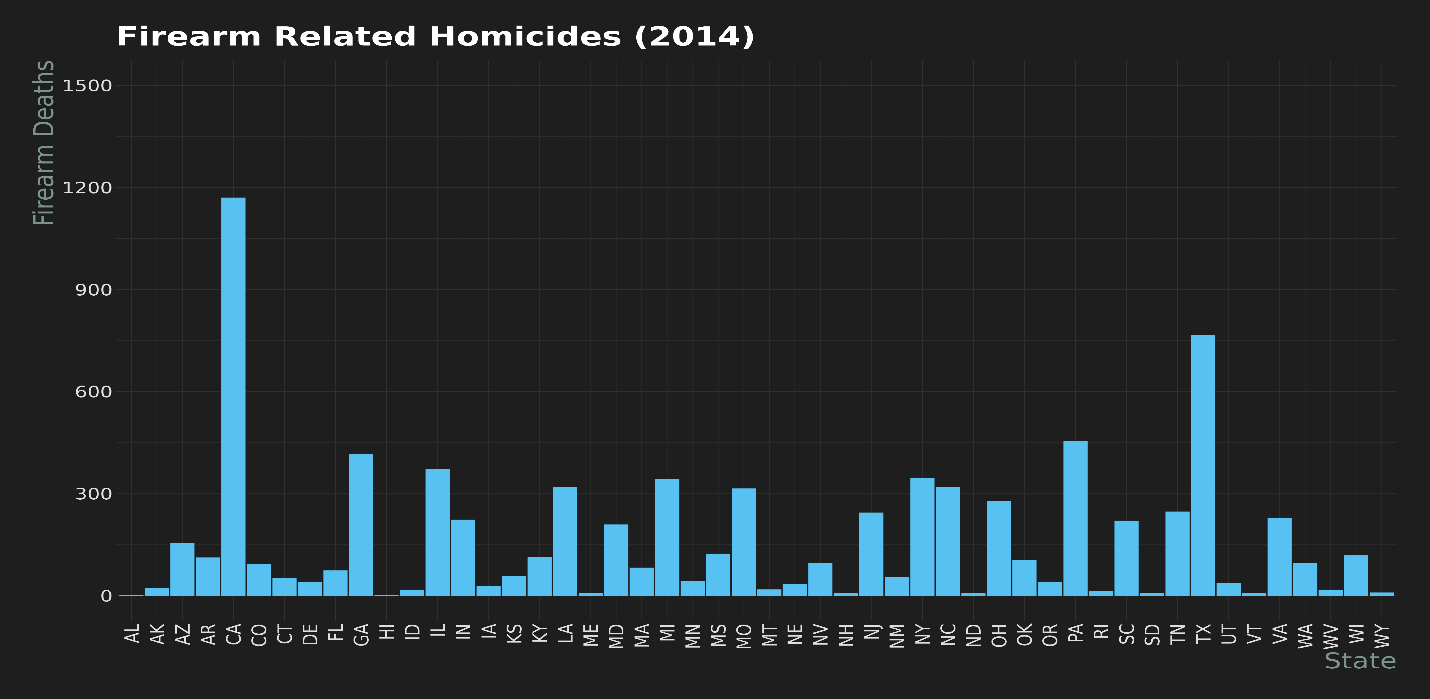 Firearm Related Homicides (2014)
Firearm Deaths
1500
1200
900
600
300
0
AL AK AZ AR CA CO CT DE FL GA HI ID IL IN IA KS KY LA ME MD MA MI MN MS MO MT NE NV NH NJ NM NY NC ND OH OK OR PA RI SC SD TN TX UT VT VA WA WV WI WY
State